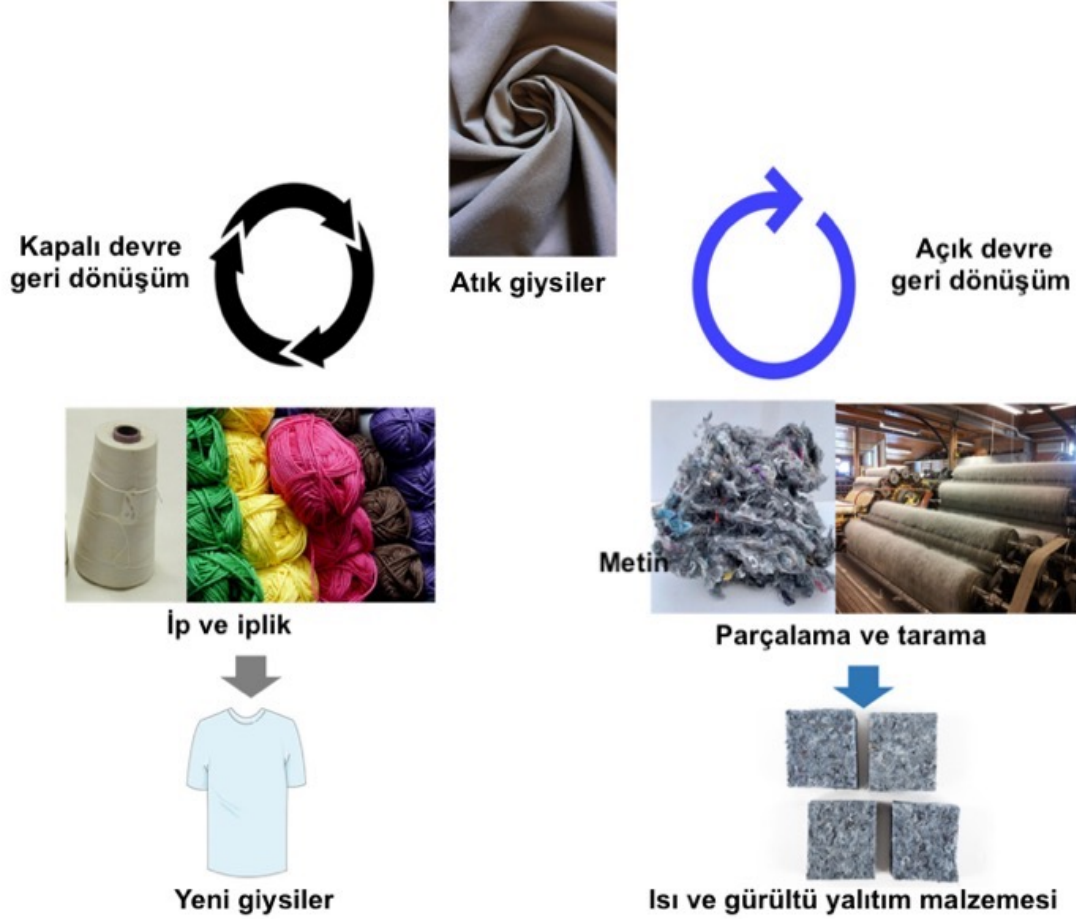 Atık giysiler
Kapalı devre
geri dönüşüm
Açık devre
geri dönüşüm
İp ve iplik
Yeni giysiler
Metin
Parçalama ve tarama
Isı ve gürültü yalıtım malzemesi